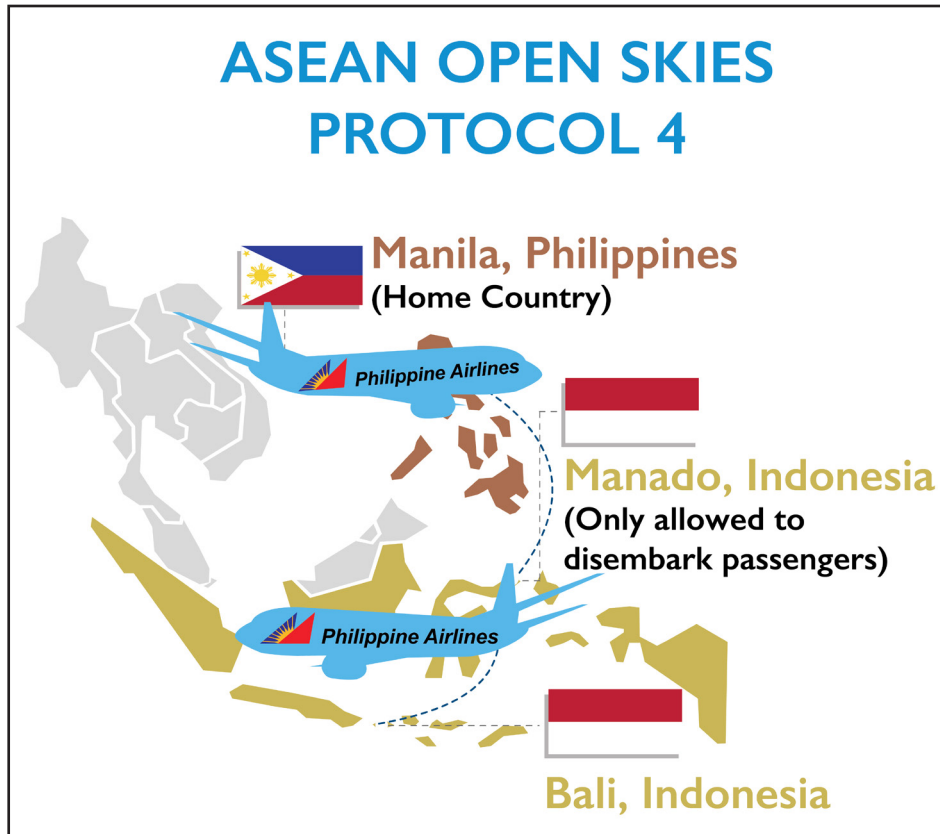 ASEAN OPEN SKIES
PROTOCOL 4
Manila, Philippines
(Home Country)
Philippine Airlines
Manado, Indonesia
(Only allowed to
disembark passengers)
Philippine Airlines
Bali, Indonesia